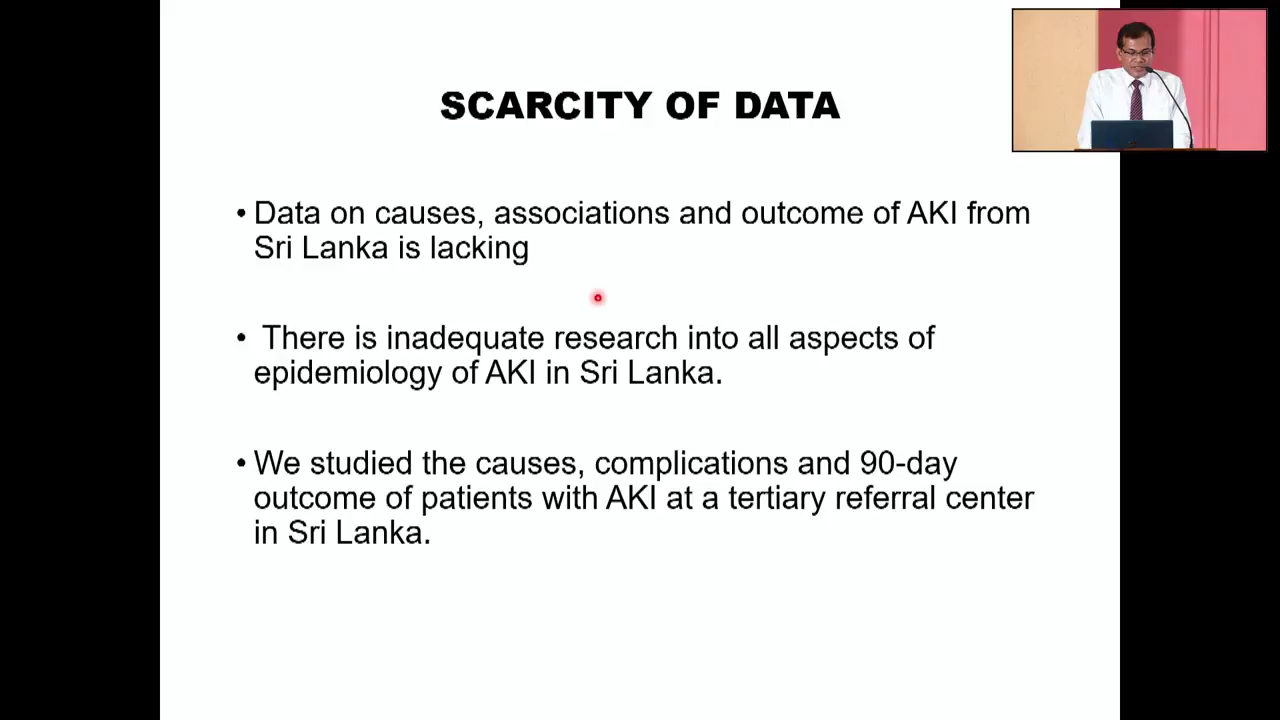 SCARCITY OF DATA
• Data on causes, associations and outcome of AKI from
Sri Lanka is lacking
• There is inadequate research into all aspects of
epidemiology of AKI in Sri Lanka.
• We studied the causes, complications and 90-day
outcome of patients with AKI at a tertiary referral center
in Sri Lanka.